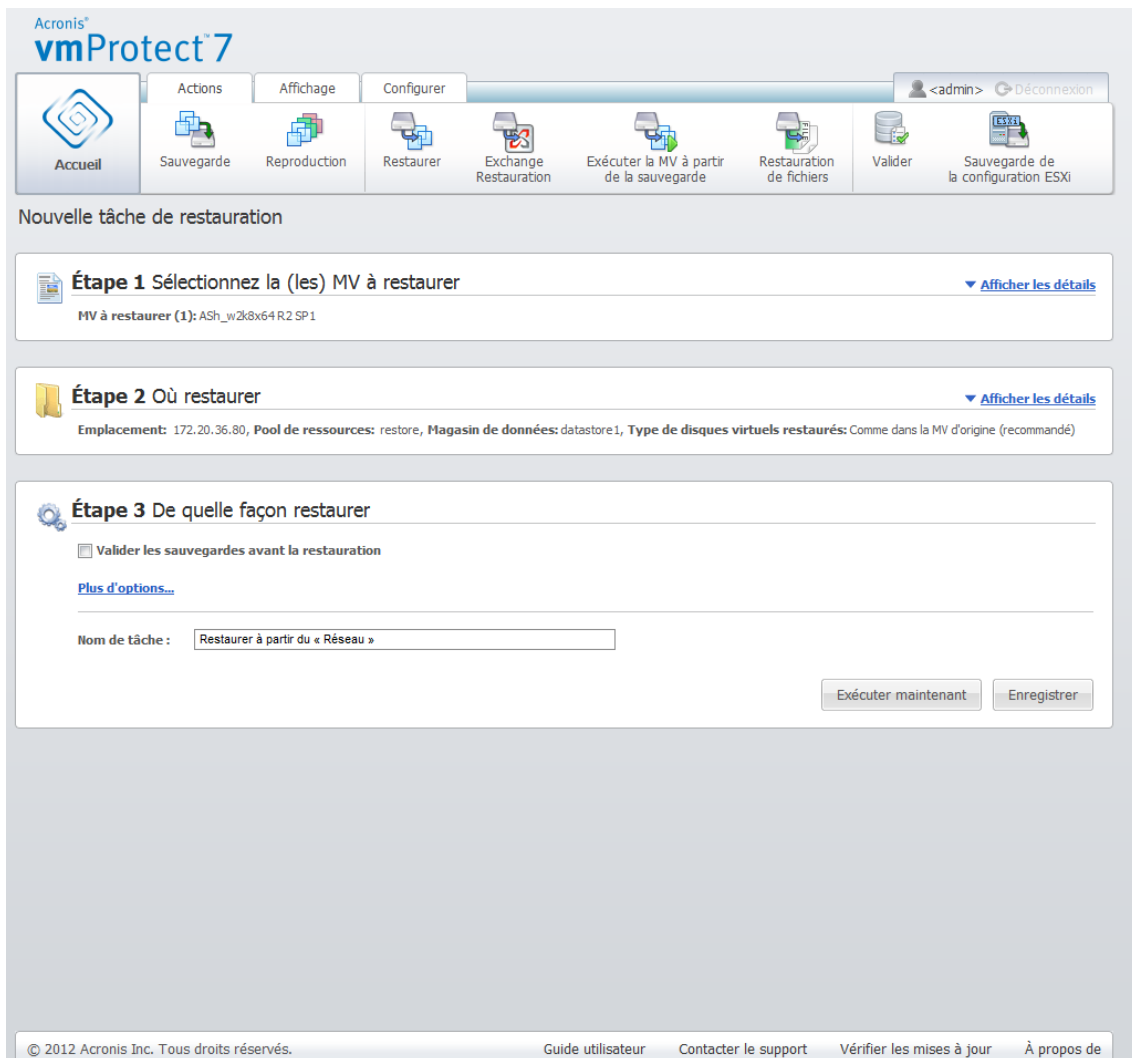 Acronis®
vmProtect™ 7
Actions Affichage Configurer
<admin> Déconnexion
Accueil
Sauvegarde
Reproduction
Restaurer
Exchange
Restauration
Exécuter la MV à partir
de la sauvegarde
Restauration
de fichiers
Valider
ESXi
Sauvegarde de
la configuration ESXi
Nouvelle tâche de restauration
Étape 1 Sélectionnez la (les) MV à restaurer
Afficher les détails
MV à restaurer (1): ASh_w2k8x64 R2 SP1
Étape 2 Où restaurer
Afficher les détails
Emplacement: 172.20.36.80, Pool de ressources: restore, Magasin de données: datastore1, Type de disques virtuels restaurés: Comme dans la MV d'origine (recommandé)
Étape 3 De quelle façon restaurer
Valider les sauvegardes avant la restauration
Plus d'options...
Nom de tâche : Restaurer à partir du « Réseau »
Exécuter maintenant Enregistrer
© 2012 Acronis Inc. Tous droits réservés. Guide utilisateur Contacter le support Vérifier les mises à jour À propos de